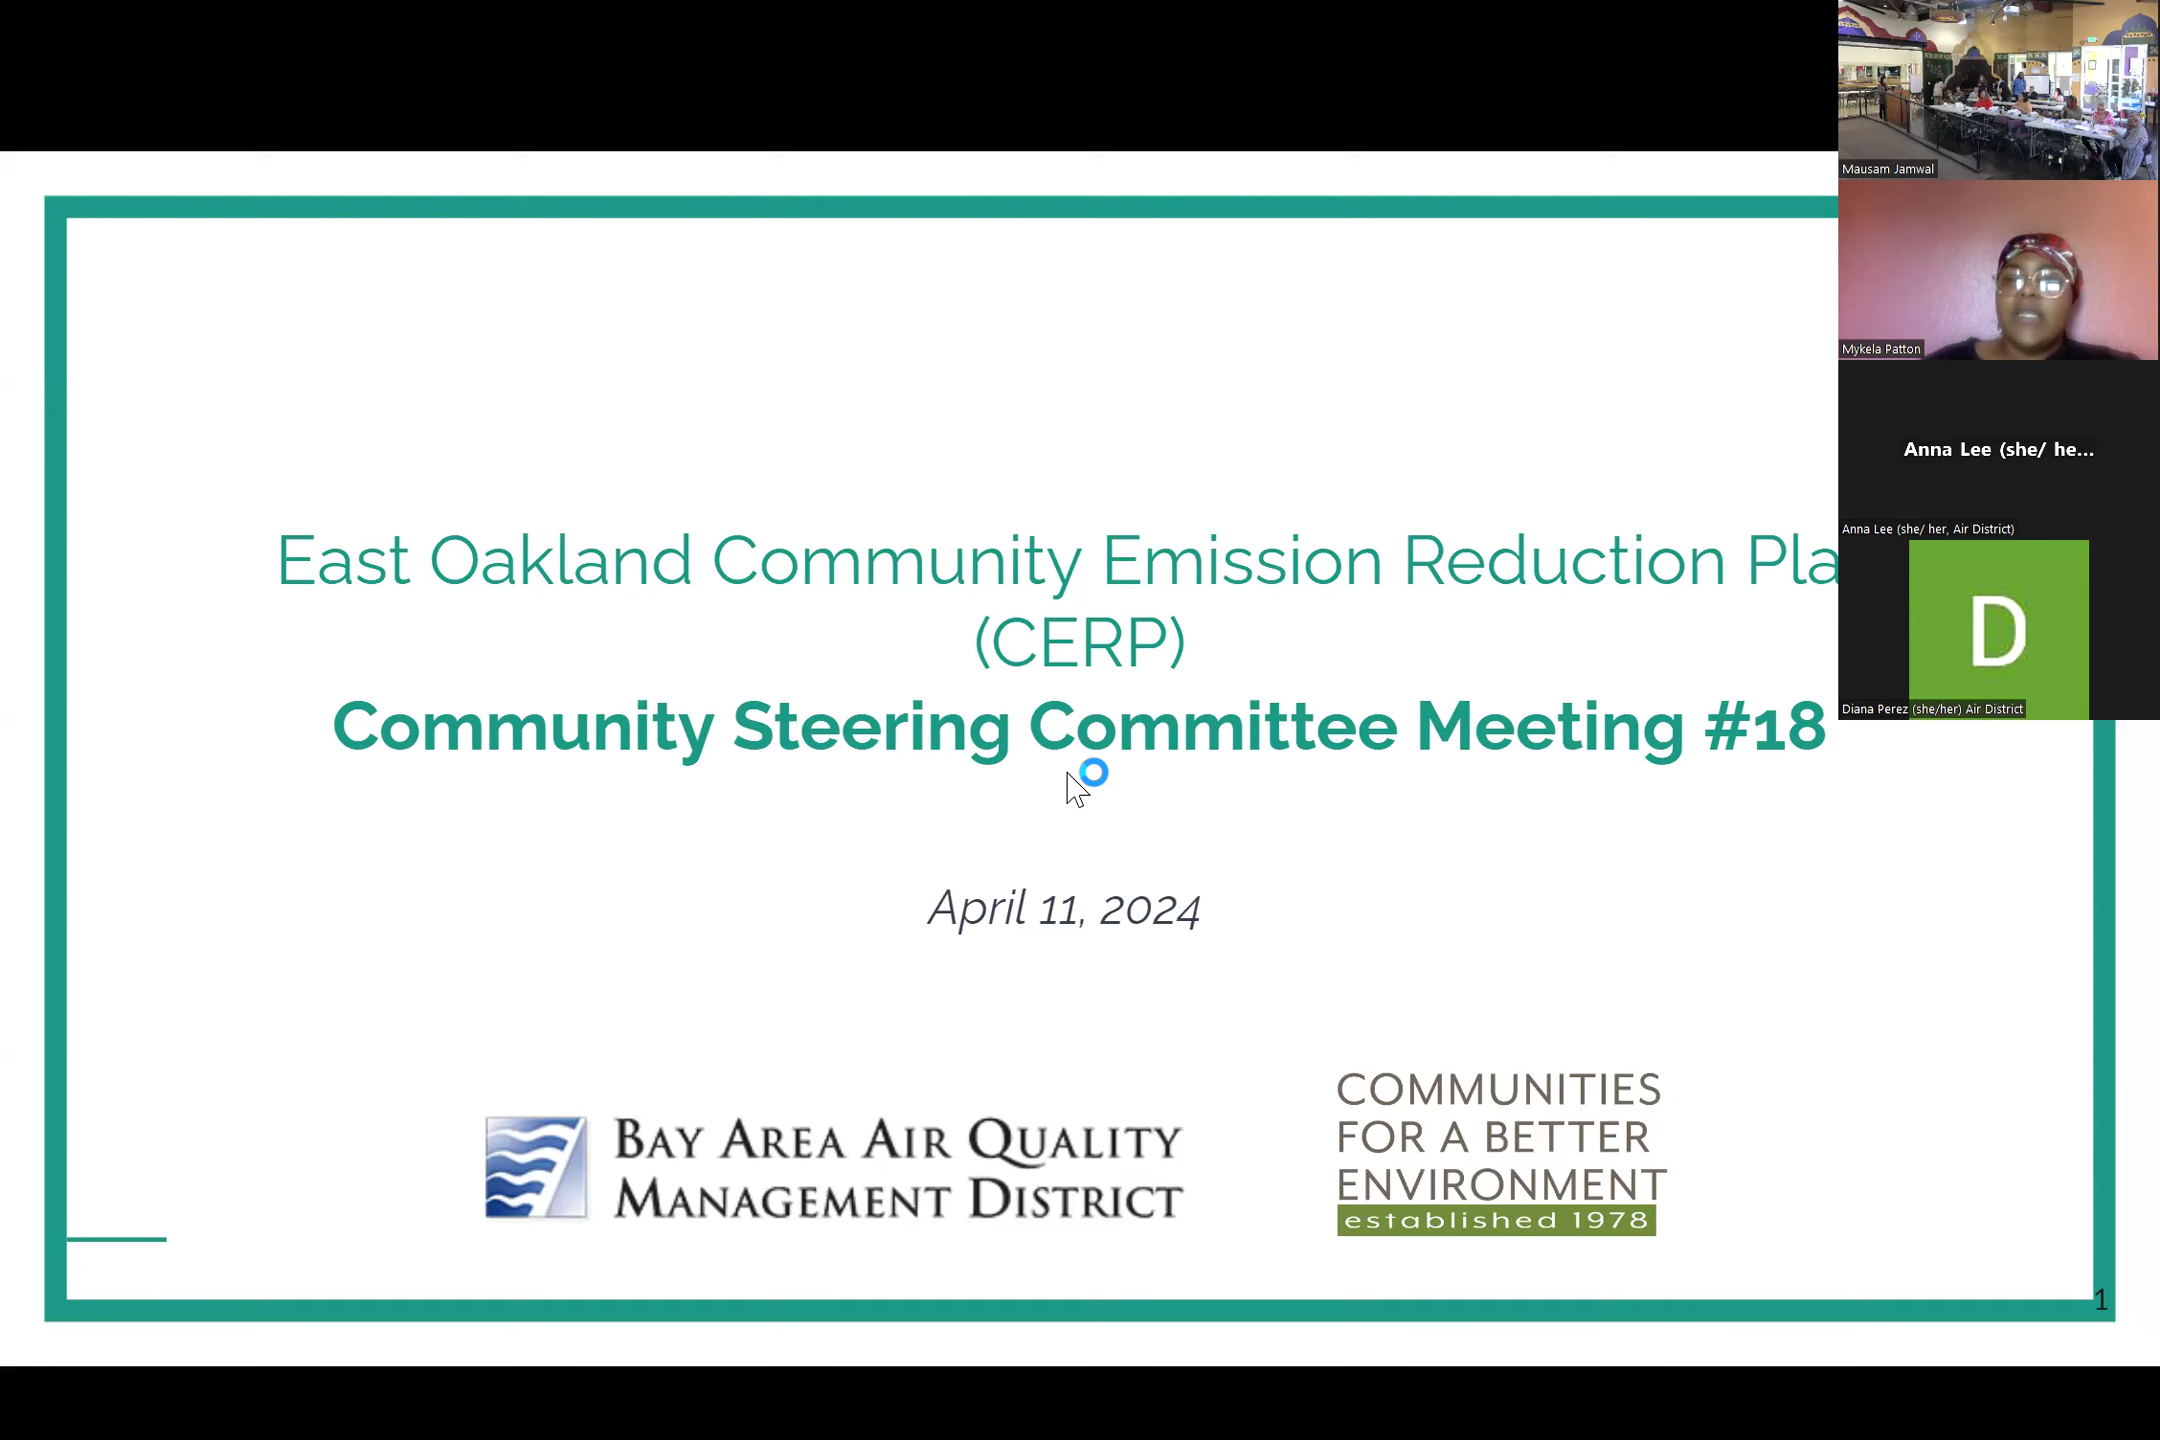 Mausam Jamwal
Mykela Patton
Anna Lee (she/ he...
Anna Lee (she/ her, Air District)
D
Diana Perez (she/her) Air District
East Oakland Community Emission Reduction Pla
(CERP)
Community Steering Committee Meeting #18
April 11, 2024
BAY AREA AIR QUALITY
MANAGEMENT DISTRICT
COMMUNITIES
FOR A BETTER
ENVIRONMENT
established 1978
1